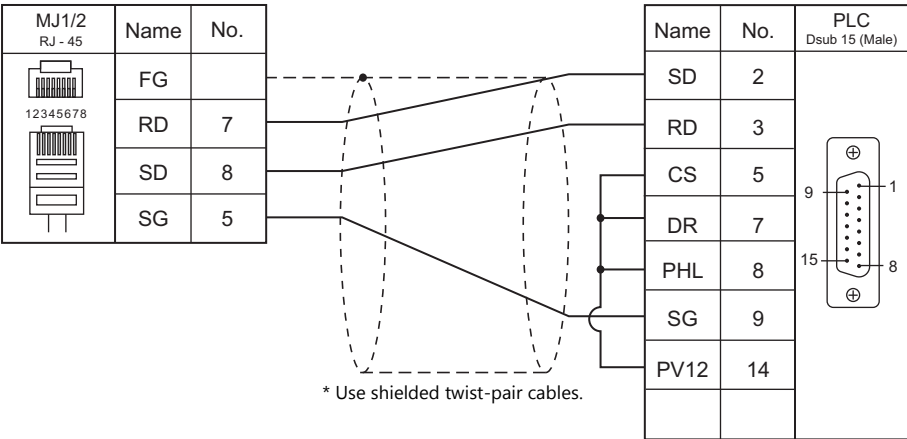 MJ1/2
RJ - 45
Name No.
12345678
FG
RD 7
SD 8
SG 5
Name No.
PLC
Dsub 15 (Male)
SD 2
RD 3
CS 5
DR 7
PHL 8
SG 9
PV12 14
9 1
15 8
* Use shielded twist-pair cables.